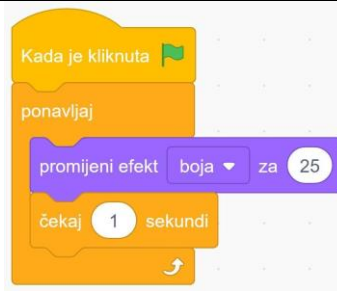 Kada je kliknuta
ponavljaj
promijeni efekt boja za 25
čekaj 1 sekundi